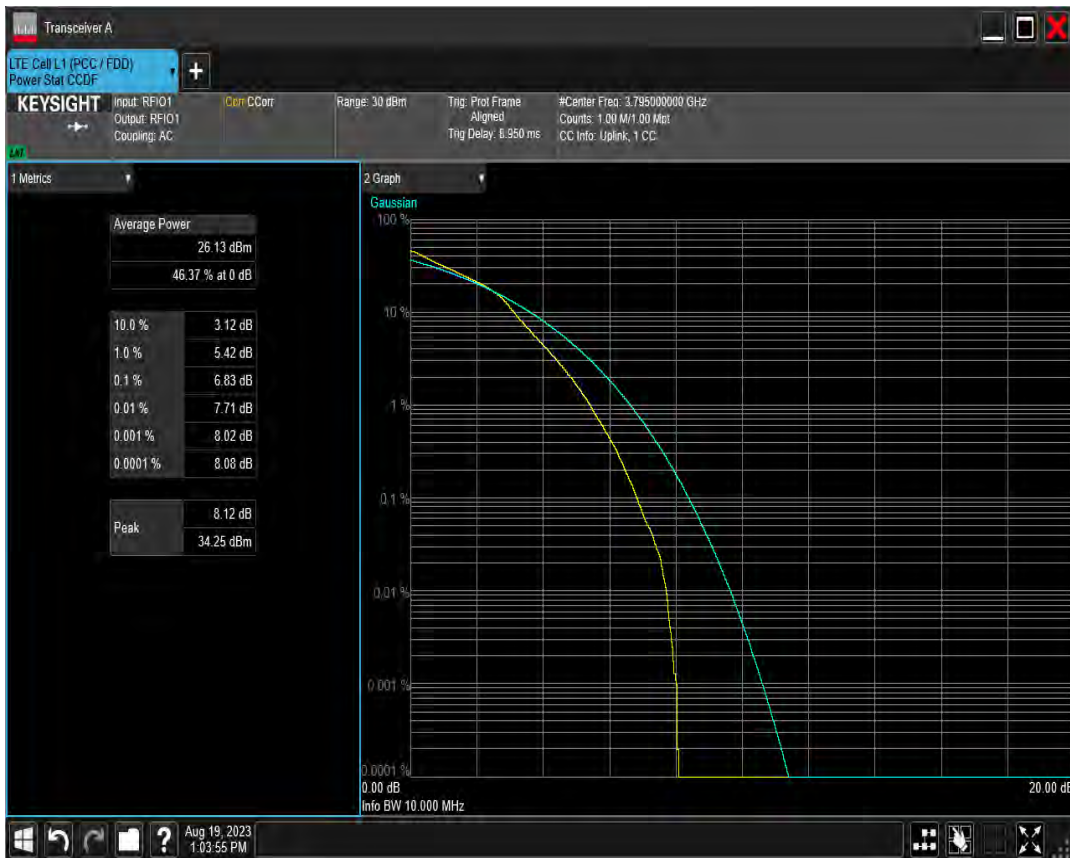 Transceiver A
LTE Cell L1 (PCC / FDD)
Power Stat CCDF
+
KEYSIGHT
Input: RFIO1
Output: RFIO1
Coupling: AC
Corr CCorr
Range: 30 dBm
Trig: Prot Frame
Aligned
Trig Delay: 8.950 ms
#Center Freq: 3.795000000 GHz
Counts: 1.00 M/1.00 Mpt
CC Info: Uplink, 1 CC
LXI
1 Metrics
Average Power
26.13 dBm
46.37 % at 0 dB
10.0 % 3.12 dB
1.0 % 5.42 dB
0.1 % 6.83 dB
0.01 % 7.71 dB
0.001 % 8.02 dB
0.0001 % 8.08 dB
Peak 8.12 dB
34.25 dBm
2 Graph
Gaussian
100 %
10 %
1 %
0.1 %
0.01 %
0.001 %
0.0001 %
0.00 dB 20.00 dB
Info BW 10.000 MHz
? Aug 19, 2023
1:03:55 PM